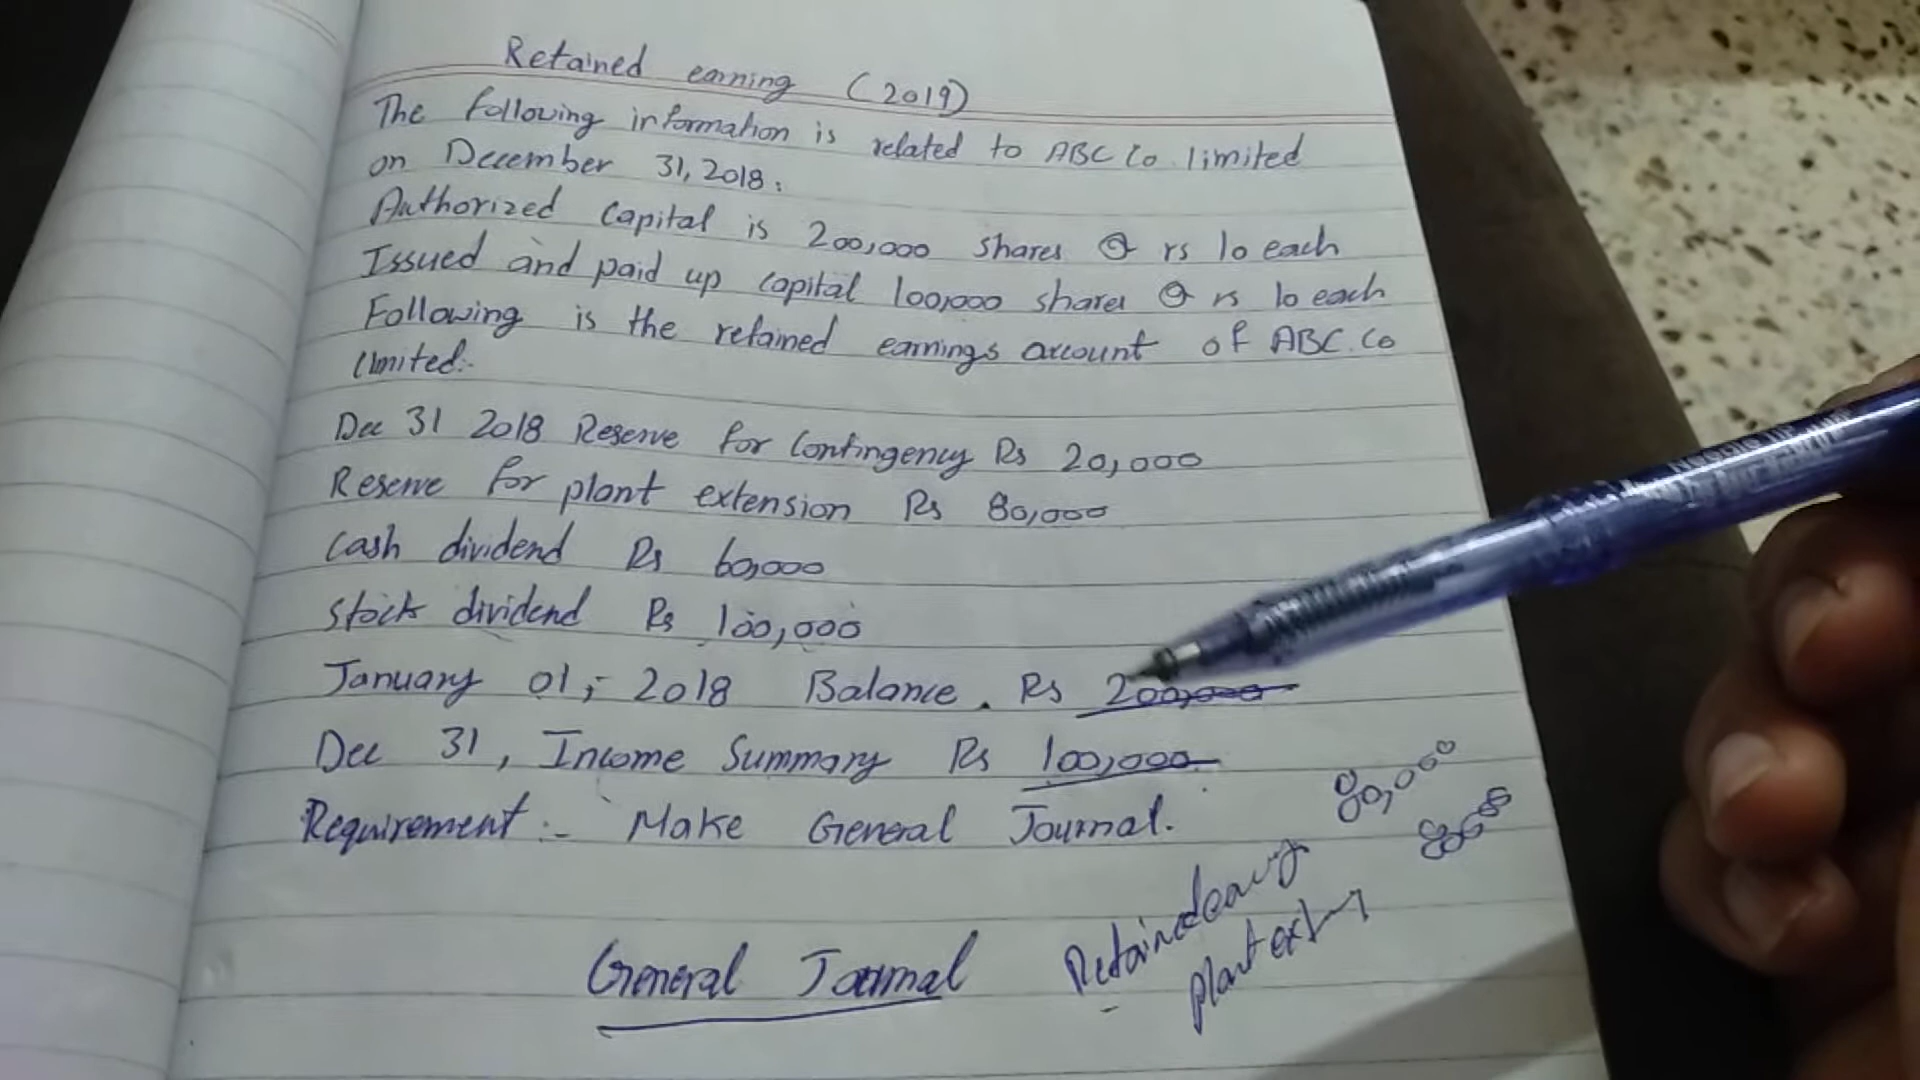 Retained earning (2019)
The following information is related to ABC Co limited
on December 31, 2018:
Authorized Capital is 200,000 shares @ rs 10 each
Issued and paid up capital 100,000 shares @ rs 10 each
Following is the retained earnings account of ABC. Co
limited:-
Dec 31 2018 Reserve for Contingency Rs 20,000
Reserve for plant extension Rs 80,000
Cash dividend Rs 60,000
Stock dividend Rs 100,000
January 01,- 2018 Balance. Rs 200,000
Dec 31, Income Summary Rs 100,000
Requirement:- Make General Journal.
80,000
General Journal